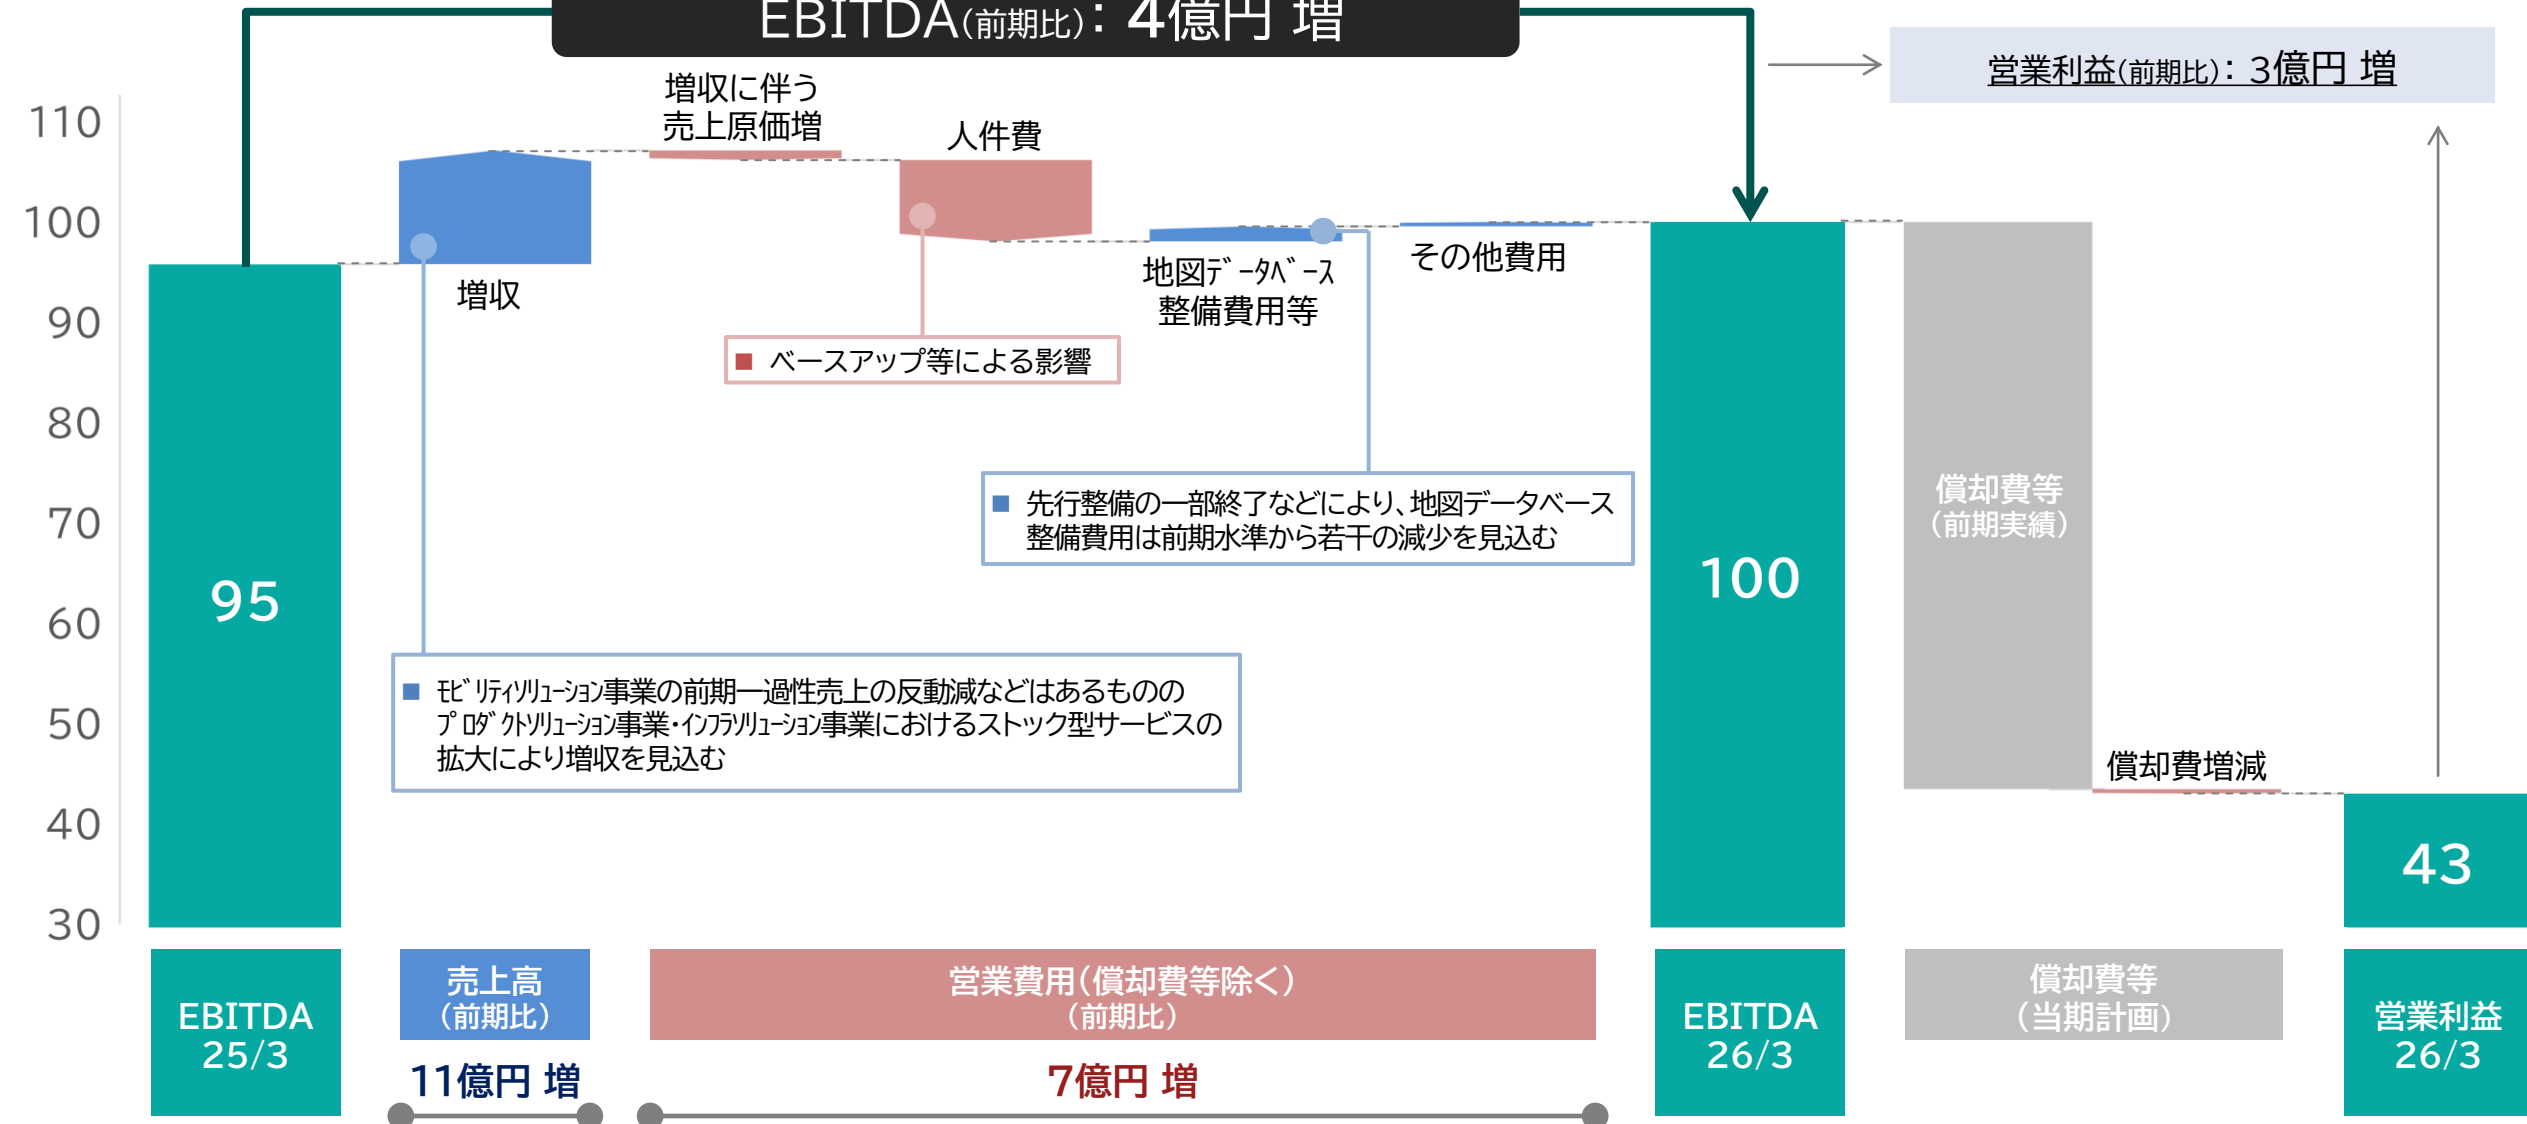 EBITDA(前期比): 4億円 増
営業利益(前期比): 3億円 増
110
100
90
80
70
60
50
40
30
増収に伴う
売上原価増
人件費
増収
地図ﾃﾞｰﾀﾍﾞｰｽ
整備費用等
その他費用
■ ベースアップ等による影響
■ 先行整備の一部終了などにより、地図データベース
整備費用は前期水準から若干の減少を見込む
■ ﾓﾋﾞﾘﾃｨｿﾘｭｰｼｮﾝ事業の前期一過性売上の反動減などはあるものの
ﾌﾟﾛﾀﾞｸﾄｿﾘｭｰｼｮﾝ事業・ｲﾝﾌﾗｿﾘｭｰｼｮﾝ事業におけるストック型サービスの
拡大により増収を見込む
95
100
償却費等
(前期実績)
償却費増減
43
EBITDA
25/3
売上高
(前期比)
11億円 増
営業費用(償却費等除く)
(前期比)
7億円 増
EBITDA
26/3
償却費等
(当期計画)
営業利益
26/3